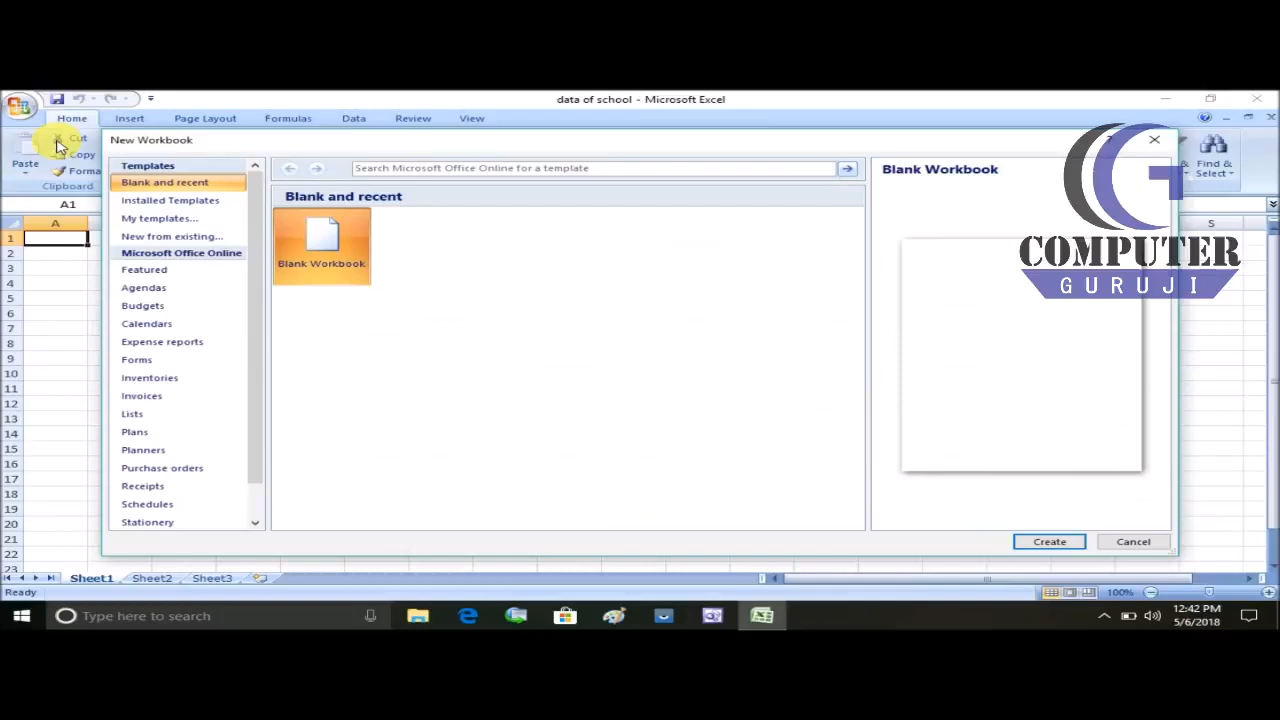 data of school - Microsoft Excel
Home Insert Page Layout Formulas Data Review View
Cut
Copy
Forma
Paste
Clipboard
Find &
Select
New Workbook
Templates
Blank and recent
Installed Templates
My templates...
New from existing...
Microsoft Office Online
Featured
Agendas
Budgets
Calendars
Expense reports
Forms
Inventories
Invoices
Lists
Plans
Planners
Purchase orders
Receipts
Schedules
Stationery
Search Microsoft Office Online for a template
Blank and recent
Blank Workbook
Blank Workbook
Create Cancel
COMPUTER
GURUJI
A1
A S
1
2
3
4
5
6
7
8
9
10
11
12
13
14
15
16
17
18
19
20
21
22
23
Sheet1 Sheet2 Sheet3
Ready 100%
Type here to search
12:42 PM
5/6/2018